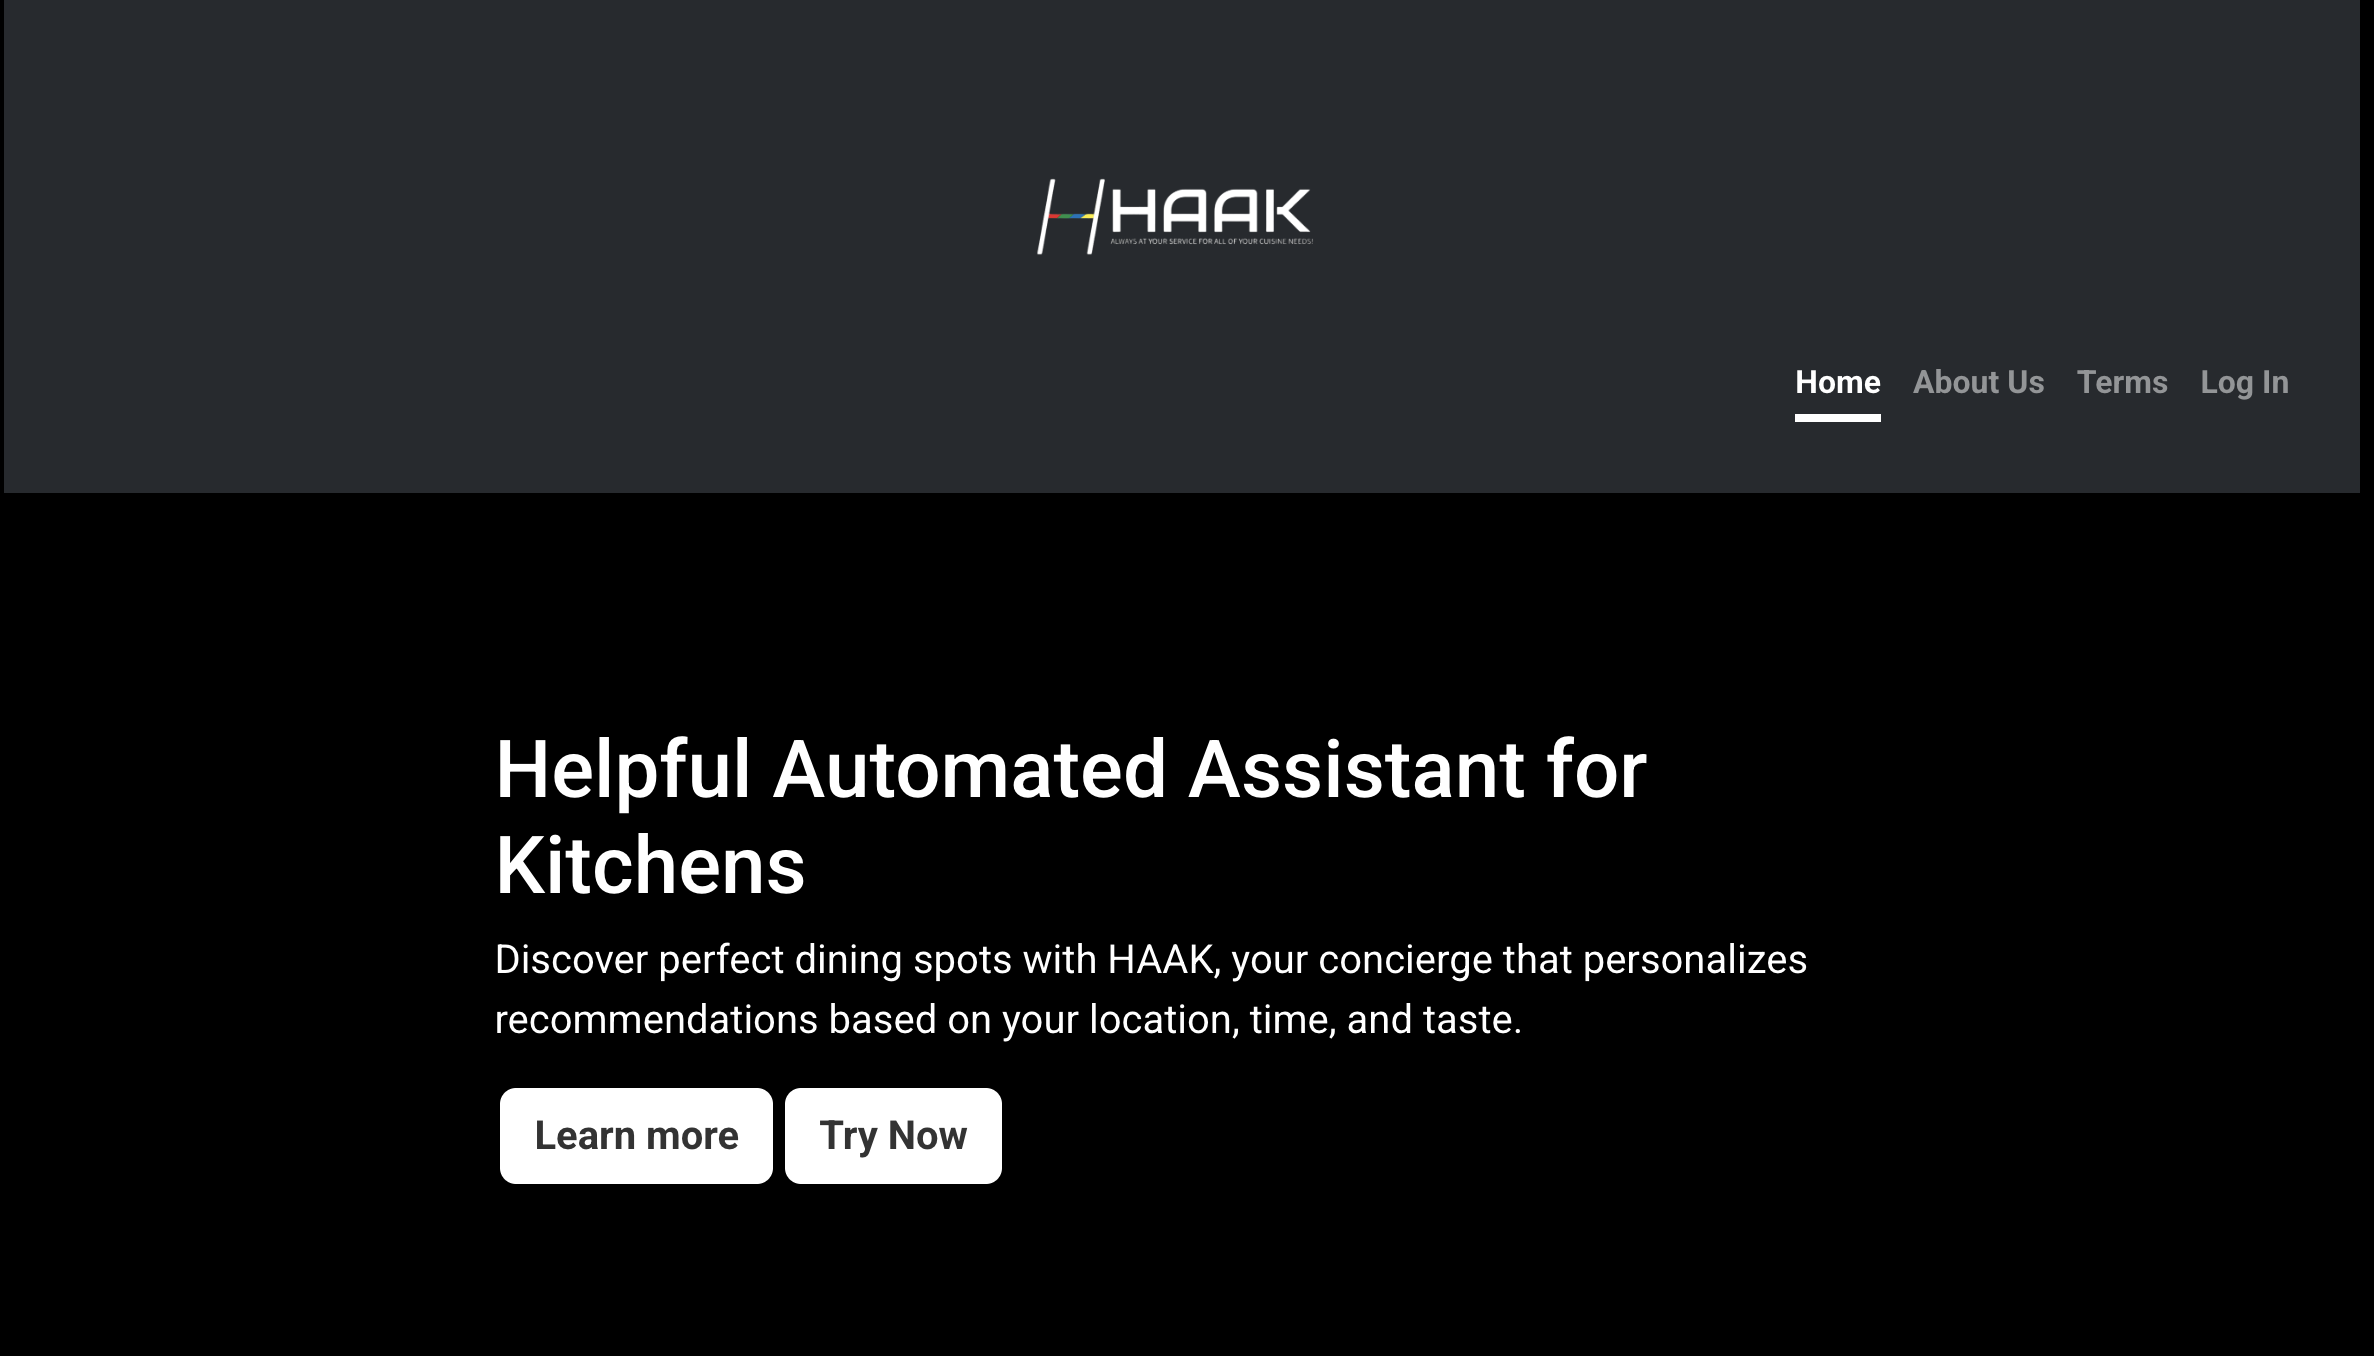 HAAK
ALWAYS AT YOUR SERVICE FOR ALL OF YOUR CUISINE NEEDS!
Home About Us Terms Log In
Helpful Automated Assistant for
Kitchens
Discover perfect dining spots with HAAK, your concierge that personalizes
recommendations based on your location, time, and taste.
Learn more Try Now